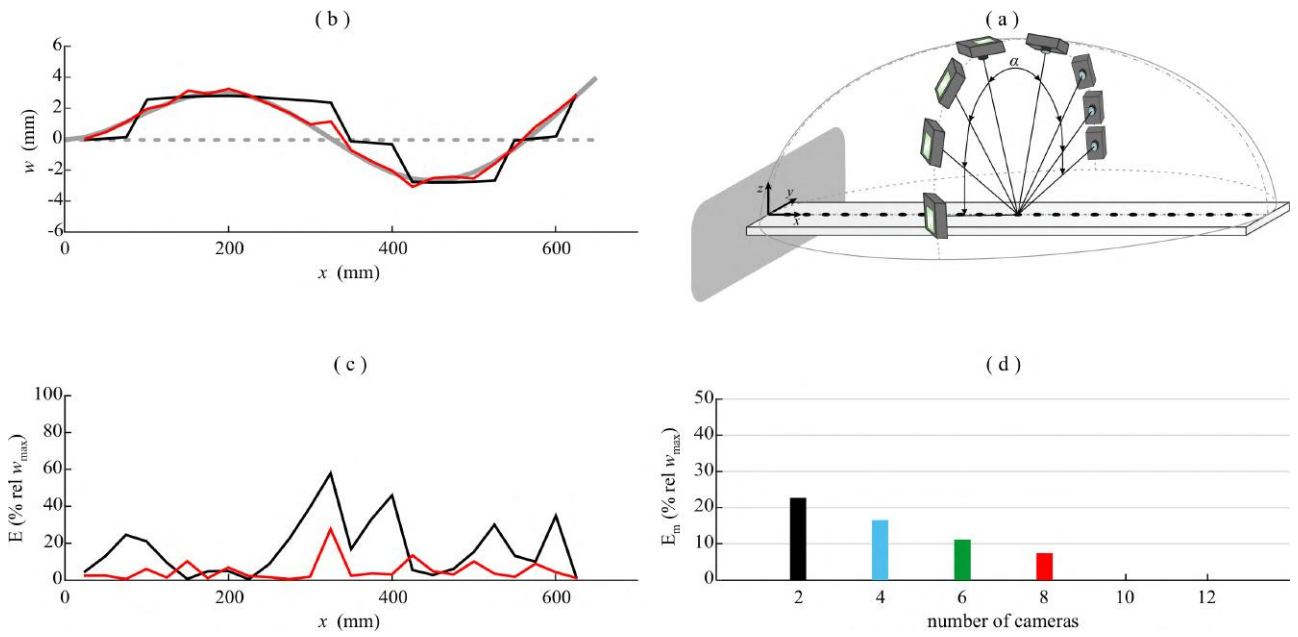 ( b )
6
4
2
0
-2
-4
-6
w (mm)
0
200
400
600
x (mm)
( a )
α
z
y
x
( c )
100
80
60
40
20
0
E (% rel wmax)
0
200
400
600
x (mm)
( d )
50
40
30
20
10
0
Em (% rel wmax)
2
4
6
8
10
12
number of cameras